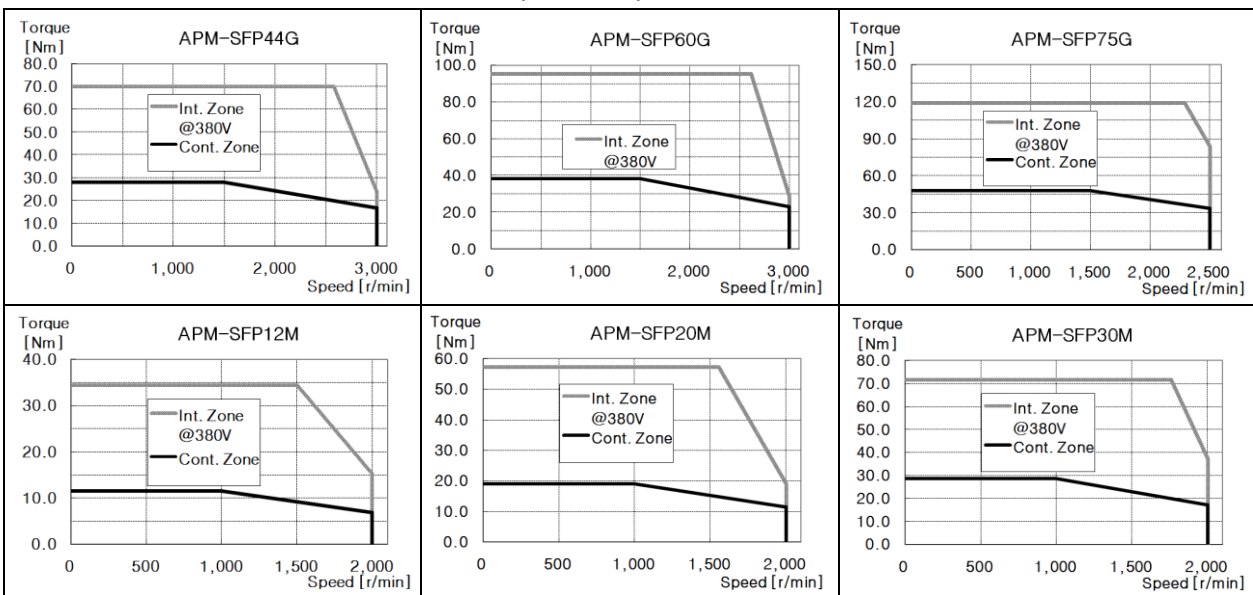 Torque
[Nm]
APM-SFP44G
80.0
70.0
60.0
50.0
40.0
30.0
20.0
10.0
0.0
Int. Zone
@380V
Cont. Zone
0 1,000 2,000 3,000
Speed [r/min]
Torque
[Nm]
APM-SFP60G
100.0
80.0
60.0
40.0
20.0
0.0
Int. Zone
@380V
0 1,000 2,000 3,000
Speed [r/min]
Torque
[Nm]
APM-SFP75G
150.0
120.0
90.0
60.0
30.0
0.0
Int. Zone
@380V
Cont. Zone
0 500 1,000 1,500 2,000 2,500
Speed [r/min]
Torque
[Nm]
APM-SFP12M
40.0
30.0
20.0
10.0
0.0
Int. Zone
@380V
Cont. Zone
0 500 1,000 1,500 2,000
Speed [r/min]
Torque
[Nm]
APM-SFP20M
60.0
50.0
40.0
30.0
20.0
10.0
0.0
Int. Zone
@380V
Cont. Zone
0 500 1,000 1,500 2,000
Speed [r/min]
Torque
[Nm]
APM-SFP30M
80.0
70.0
60.0
50.0
40.0
30.0
20.0
10.0
0.0
Int. Zone
@380V
Cont. Zone
0 500 1,000 1,500 2,000
Speed [r/min]